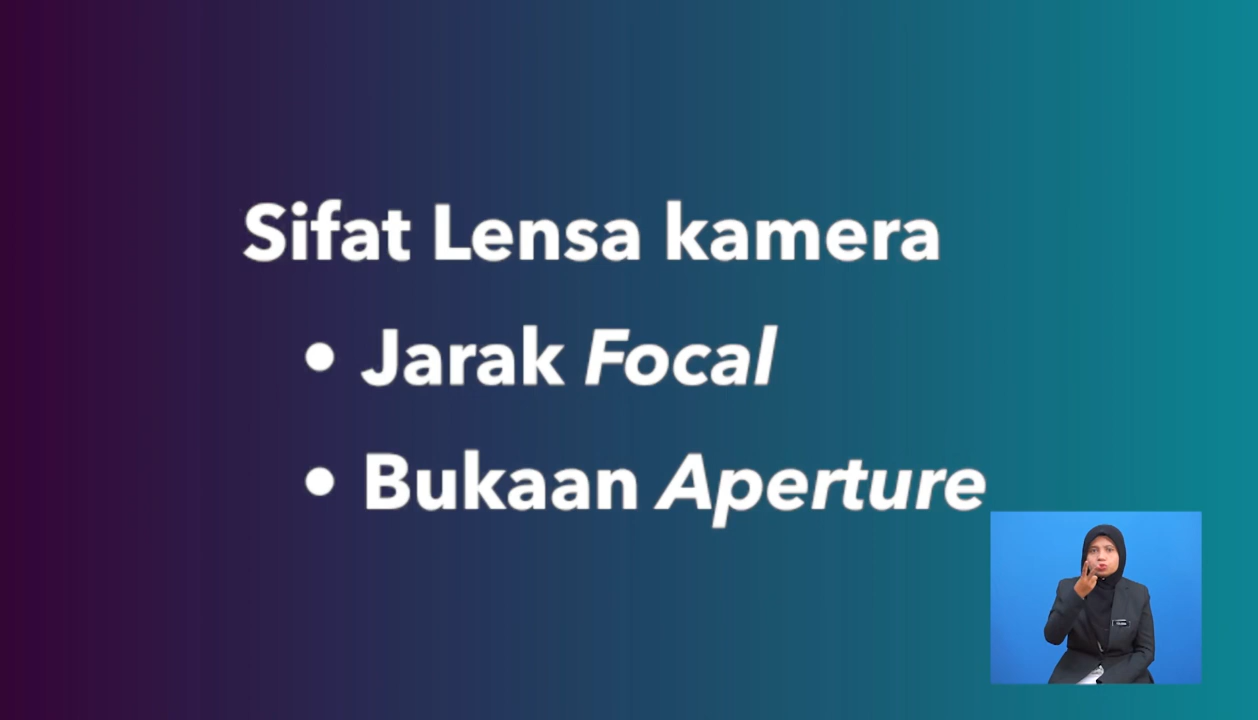 Sifat Lensa kamera
• Jarak Focal
• Bukaan Aperture